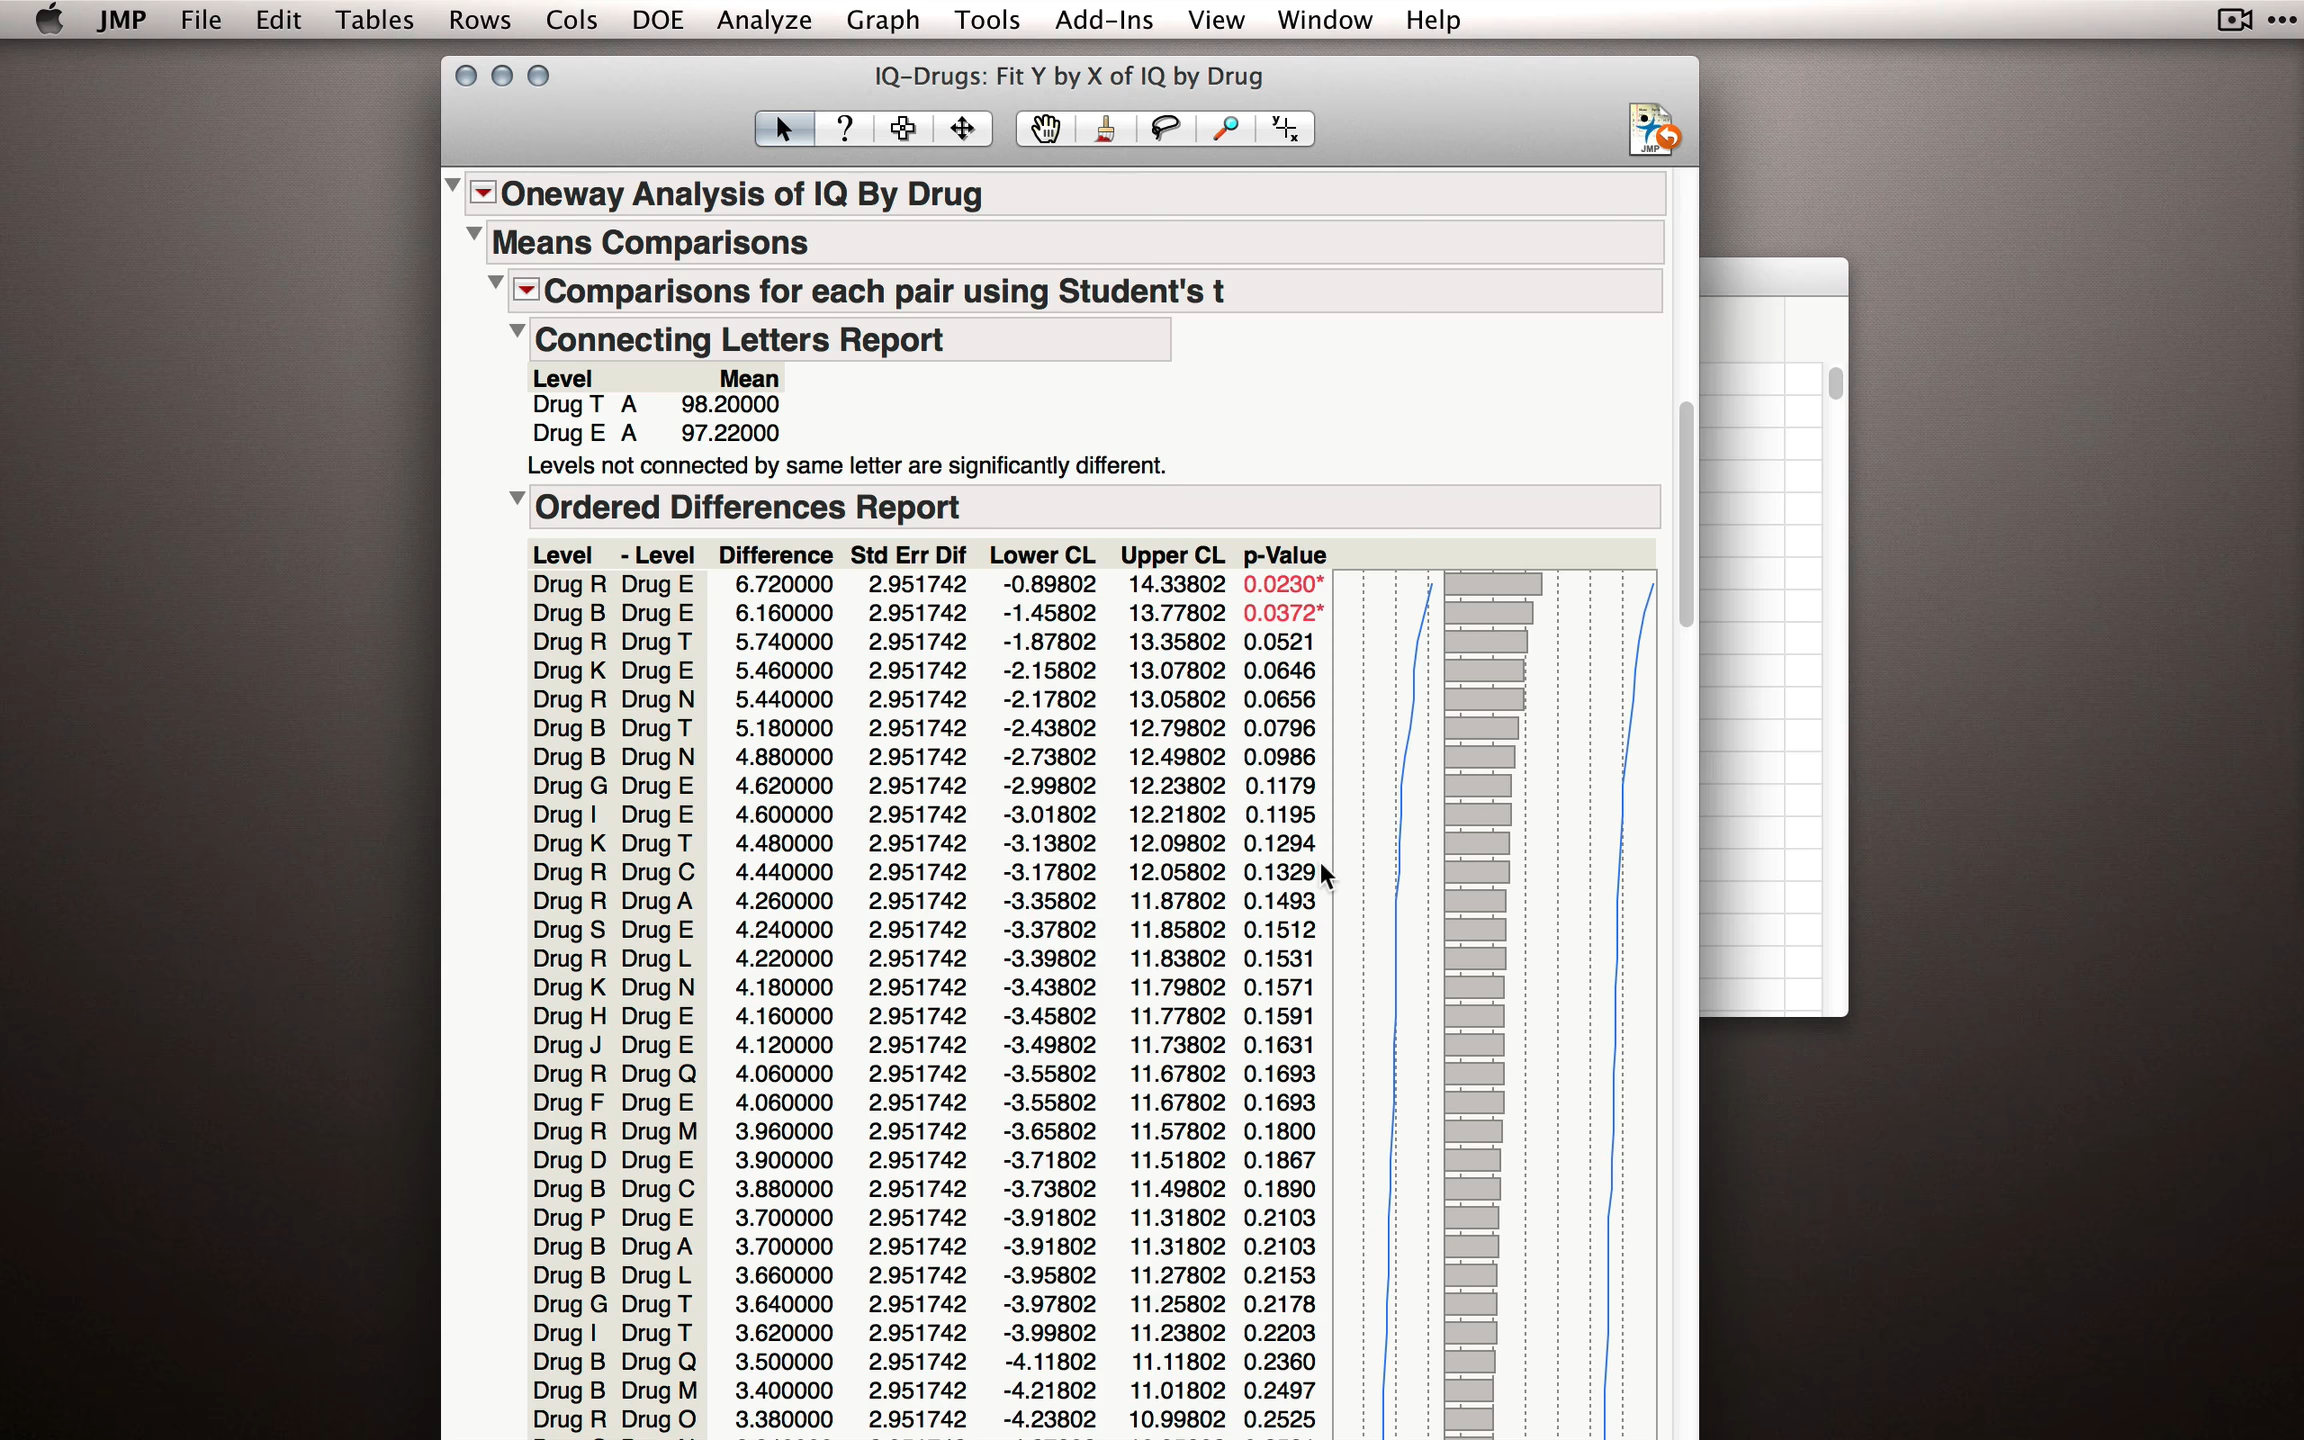 JMP File Edit Tables Rows Cols DOE Analyze Graph Tools Add-Ins View Window Help
IQ-Drugs: Fit Y by X of IQ by Drug
?
y x
JMP
Oneway Analysis of IQ By Drug
Means Comparisons
Comparisons for each pair using Student's t
Connecting Letters Report
Level Mean
Drug T A 98.20000
Drug E A 97.22000
Levels not connected by same letter are significantly different.
Ordered Differences Report
Level - Level Difference Std Err Dif Lower CL Upper CL p-Value
Drug R Drug E 6.720000 2.951742 -0.89802 14.33802 0.0230*
Drug B Drug E 6.160000 2.951742 -1.45802 13.77802 0.0372*
Drug R Drug T 5.740000 2.951742 -1.87802 13.35802 0.0521
Drug K Drug E 5.460000 2.951742 -2.15802 13.07802 0.0646
Drug R Drug N 5.440000 2.951742 -2.17802 13.05802 0.0656
Drug B Drug T 5.180000 2.951742 -2.43802 12.79802 0.0796
Drug B Drug N 4.880000 2.951742 -2.73802 12.49802 0.0986
Drug G Drug E 4.620000 2.951742 -2.99802 12.23802 0.1179
Drug I Drug E 4.600000 2.951742 -3.01802 12.21802 0.1195
Drug K Drug T 4.480000 2.951742 -3.13802 12.09802 0.1294
Drug R Drug C 4.440000 2.951742 -3.17802 12.05802 0.1329
Drug R Drug A 4.260000 2.951742 -3.35802 11.87802 0.1493
Drug S Drug E 4.240000 2.951742 -3.37802 11.85802 0.1512
Drug R Drug L 4.220000 2.951742 -3.39802 11.83802 0.1531
Drug K Drug N 4.180000 2.951742 -3.43802 11.79802 0.1571
Drug H Drug E 4.160000 2.951742 -3.45802 11.77802 0.1591
Drug J Drug E 4.120000 2.951742 -3.49802 11.73802 0.1631
Drug R Drug Q 4.060000 2.951742 -3.55802 11.67802 0.1693
Drug F Drug E 4.060000 2.951742 -3.55802 11.67802 0.1693
Drug R Drug M 3.960000 2.951742 -3.65802 11.57802 0.1800
Drug D Drug E 3.900000 2.951742 -3.71802 11.51802 0.1867
Drug B Drug C 3.880000 2.951742 -3.73802 11.49802 0.1890
Drug P Drug E 3.700000 2.951742 -3.91802 11.31802 0.2103
Drug B Drug A 3.700000 2.951742 -3.91802 11.31802 0.2103
Drug B Drug L 3.660000 2.951742 -3.95802 11.27802 0.2153
Drug G Drug T 3.640000 2.951742 -3.97802 11.25802 0.2178
Drug I Drug T 3.620000 2.951742 -3.99802 11.23802 0.2203
Drug B Drug Q 3.500000 2.951742 -4.11802 11.11802 0.2360
Drug B Drug M 3.400000 2.951742 -4.21802 11.01802 0.2497
Drug R Drug O 3.380000 2.951742 -4.23802 10.99802 0.2525